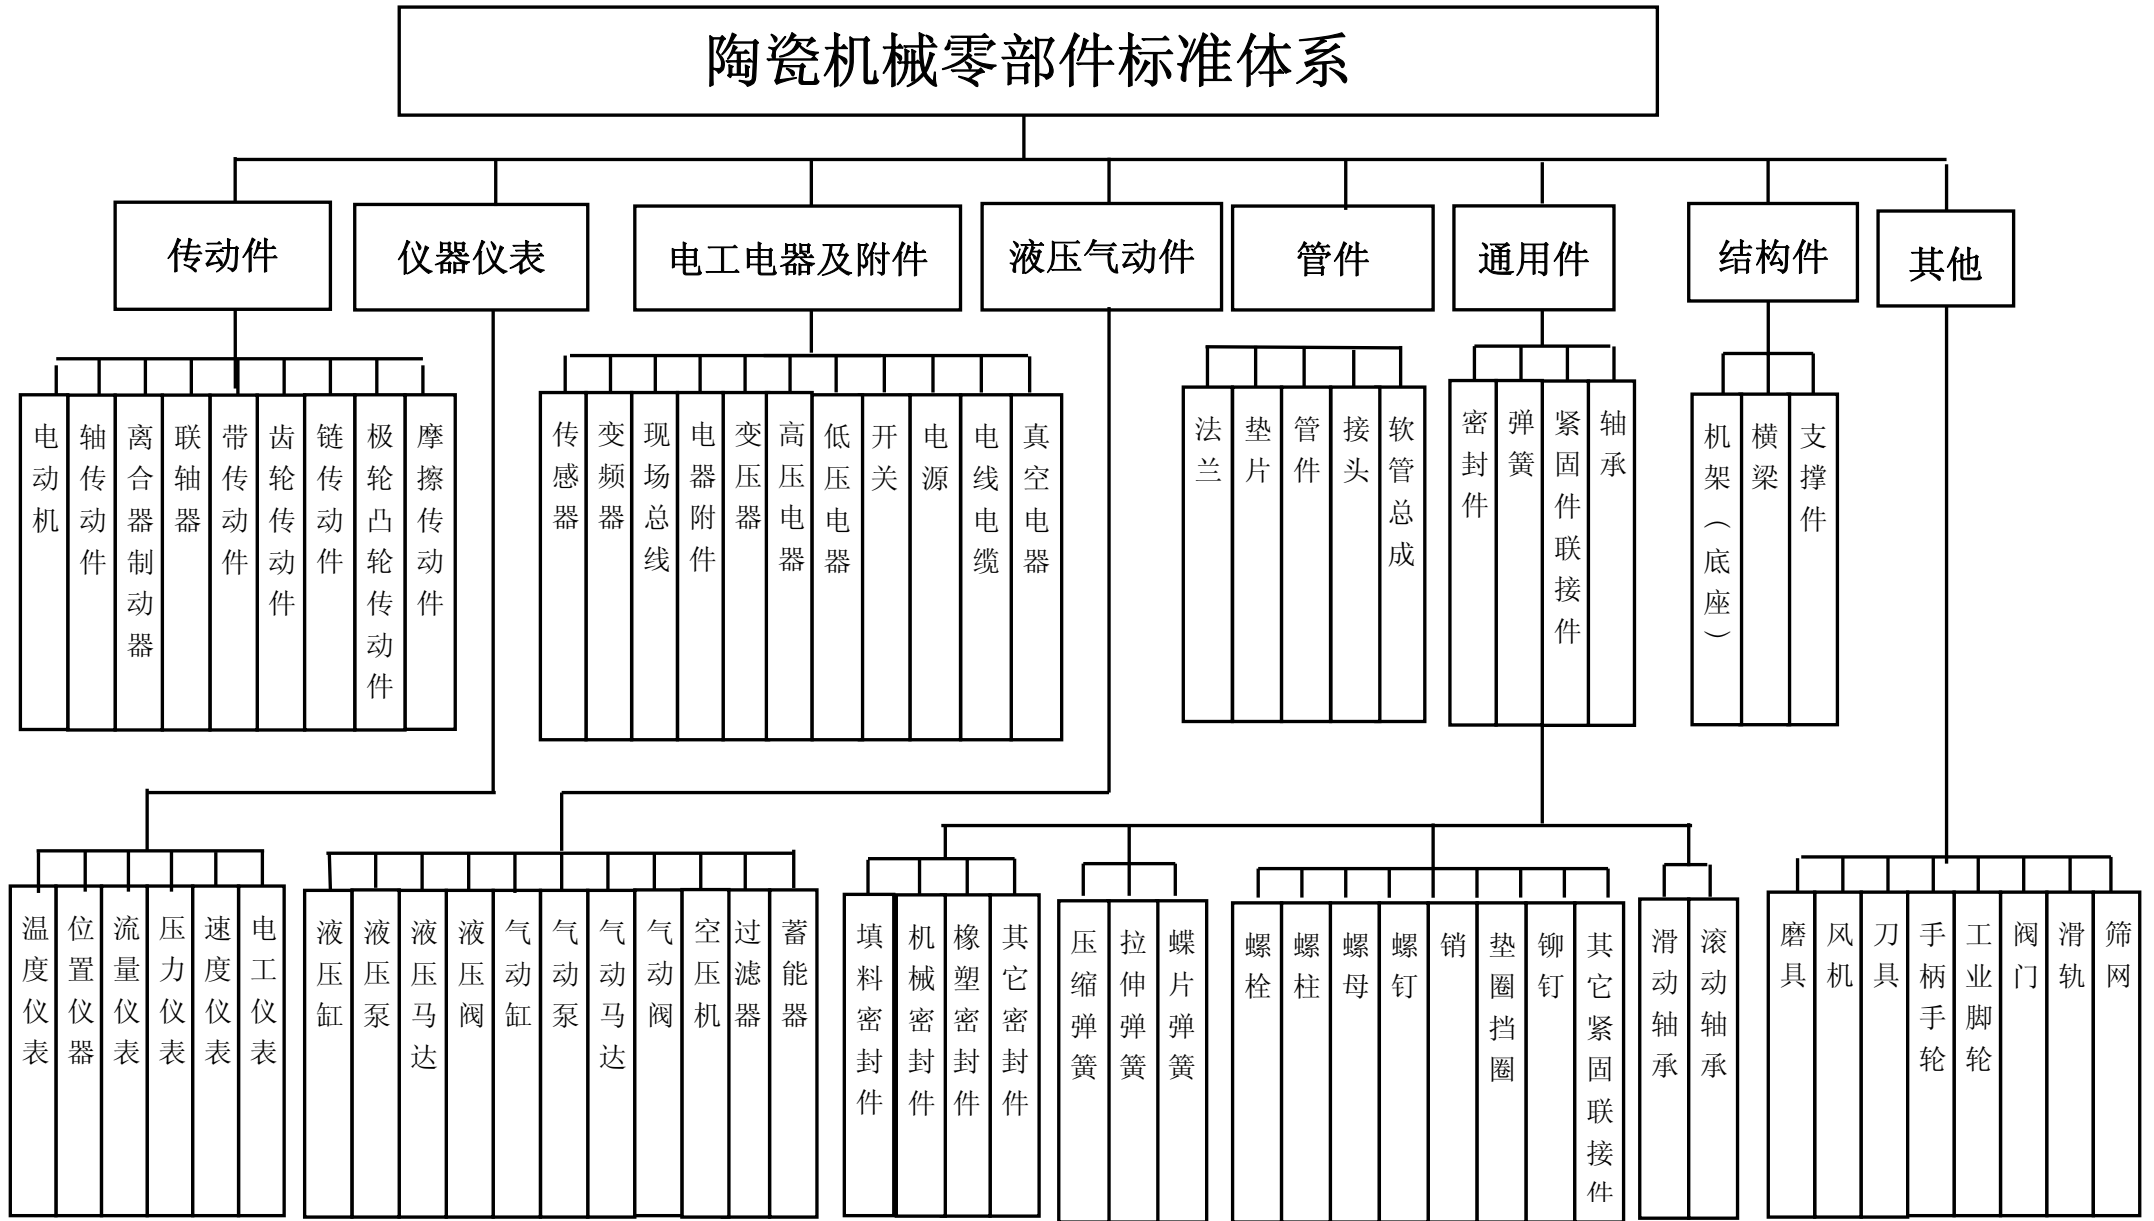 陶瓷机械零部件标准体系
传动件
仪器仪表
电工电器及附件
液压气动件
管件
通用件
结构件
其他
电动机
轴传动件
离合器制动器
联轴器
带传动件
齿轮传动件
链传动件
极轮凸轮传动件
摩擦传动件
传感器
变频器
现场总线
电器附件
变压器
高压电器
低压电器
开关
电源
电线电缆
真空电器
法兰
垫片
管件
接头
软管总成
密封件
弹簧
紧固件联接件
轴承
机架（底座）
横梁
支撑件
温度仪表
位置仪器
流量仪表
压力仪表
速度仪表
电工仪表
液压缸
液压泵
液压马达
液压阀
气动缸
气动泵
气动马达
气动阀
空压机
过滤器
蓄能器
填料密封件
机械密封件
橡塑密封件
其它密封件
压缩弹簧
拉伸弹簧
蝶片弹簧
螺栓
螺柱
螺母
螺钉
销
垫圈挡圈
铆钉
其它紧固联接件
滑动轴承
滚动轴承
磨具
风机
刀具
手柄手轮
工业脚轮
阀门
滑轨
筛网